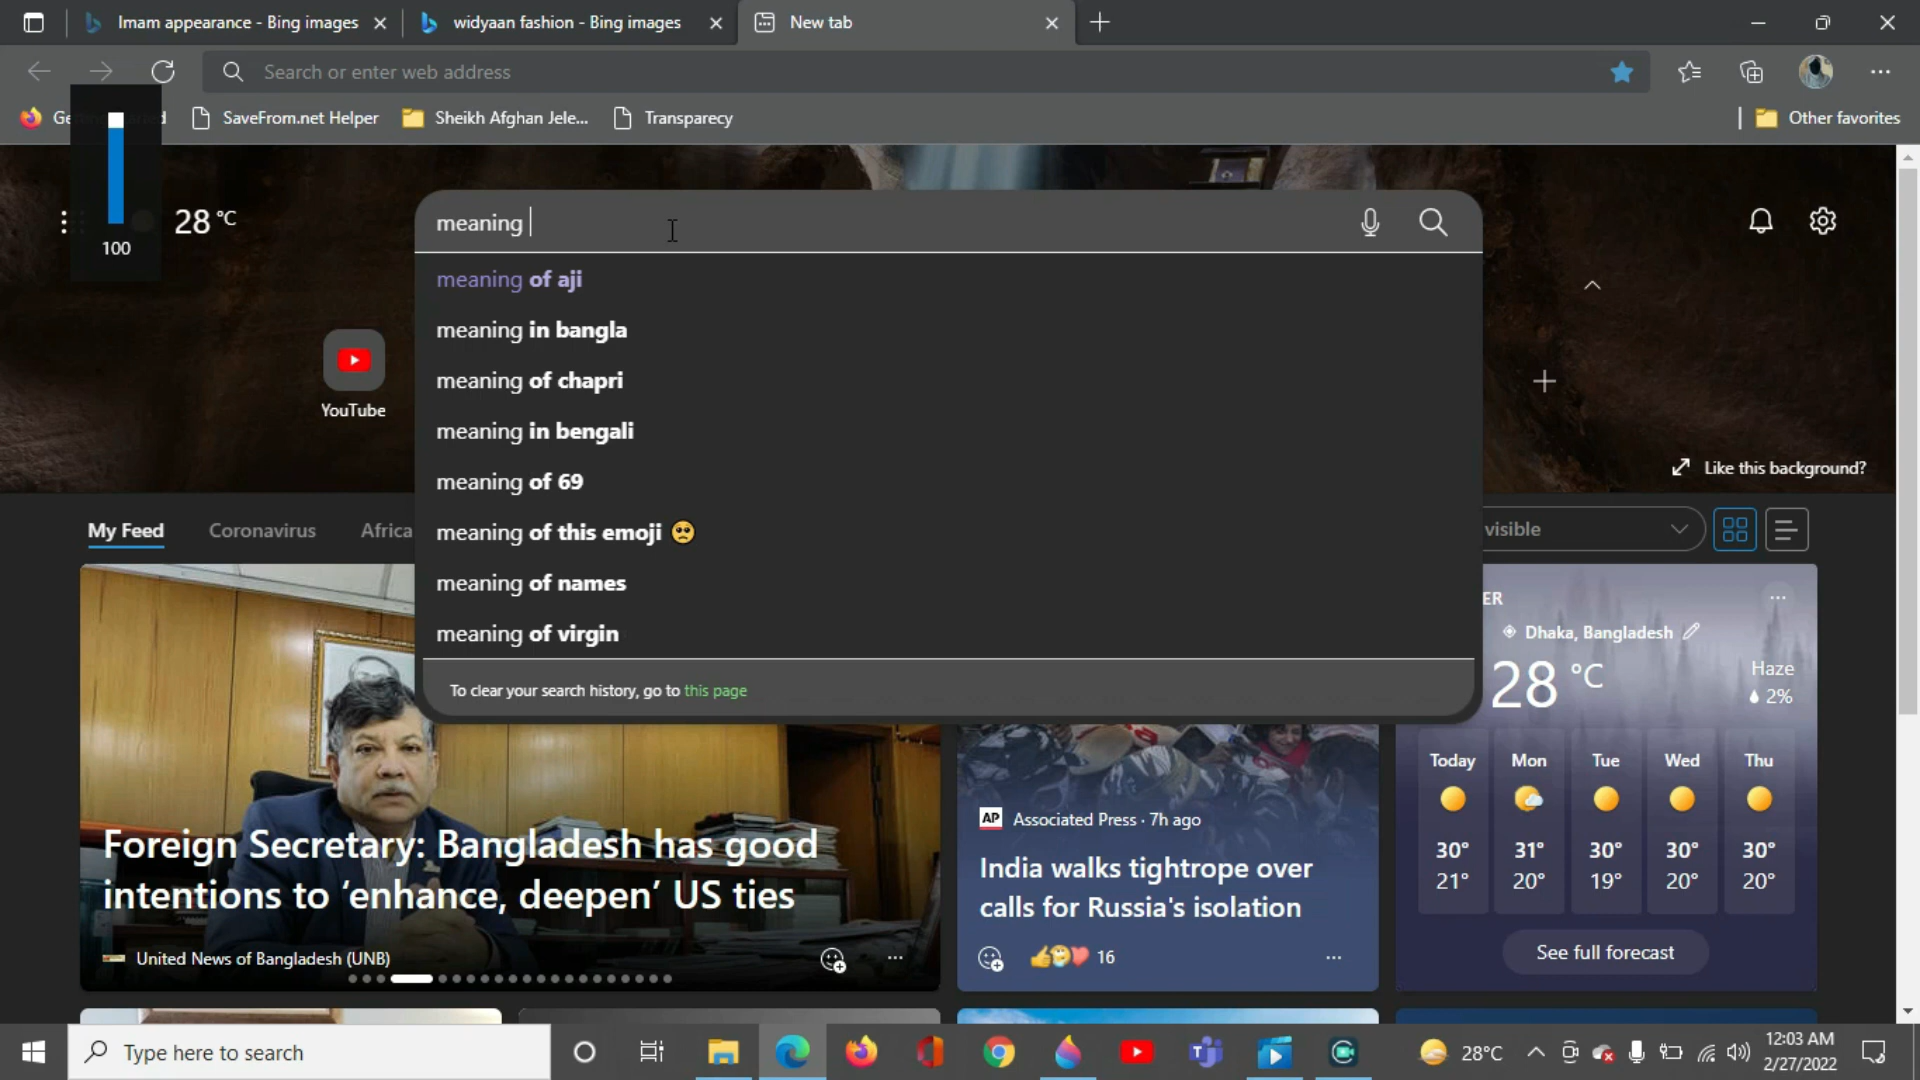 Imam appearance - Bing images
widyaan fashion - Bing images
New tab
Search or enter web address
SaveFrom.net Helper
Sheikh Afghan Jele...
Transparecy
Other favorites
100
28 °C
meaning
meaning of aji
meaning in bangla
meaning of chapri
meaning in bengali
meaning of 69
meaning of this emoji 🥺
meaning of names
meaning of virgin
To clear your search history, go to this page
YouTube
Like this background?
My Feed
Coronavirus
Africa
visible
ER
Dhaka, Bangladesh
28 °C
Haze
2%
Today Mon Tue Wed Thu
30° 31° 30° 30° 30°
21° 20° 19° 20° 20°
See full forecast
Foreign Secretary: Bangladesh has good
intentions to ‘enhance, deepen’ US ties
United News of Bangladesh (UNB)
AP Associated Press · 7h ago
India walks tightrope over
calls for Russia's isolation
16
Type here to search
28°C
12:03 AM
2/27/2022